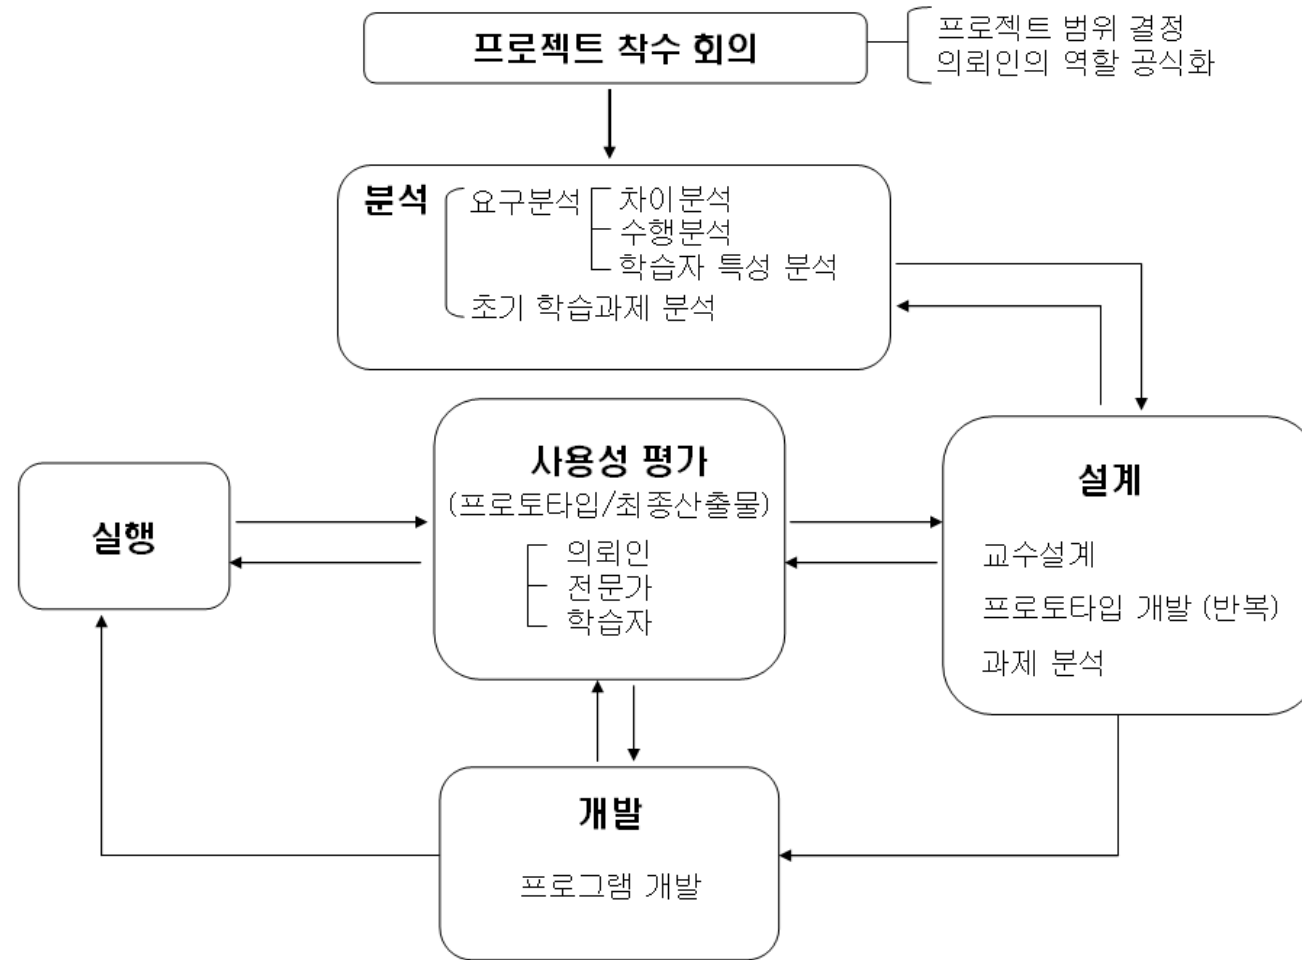 프로젝트 착수 회의
프로젝트 범위 결정
의뢰인의 역할 공식화
분석
요구분석
차이분석
수행분석
학습자 특성 분석
초기 학습과제 분석
사용성 평가
(프로토타입/최종산출물)
의뢰인
전문가
학습자
설계
교수설계
프로토타입 개발 (반복)
과제 분석
실행
개발
프로그램 개발